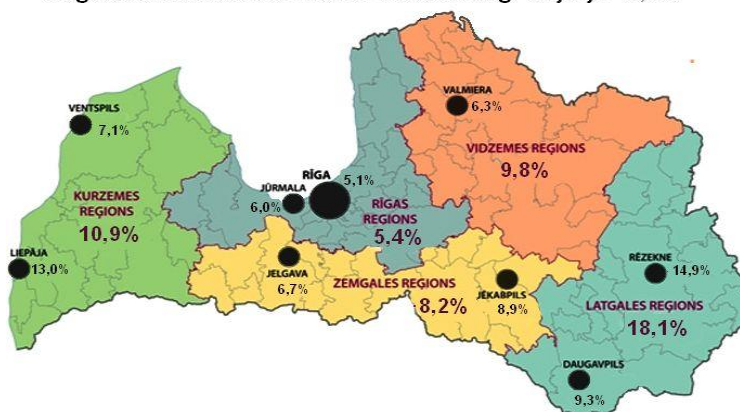 VENTSPILS
7,1%
VALMIERA
6,3%
VIDZEMES REĢIONS
9,8%
RĪGA
5,1%
JŪRMALA
6,0%
KURZEMES
REĢIONS
10,9%
RĪGAS
REĢIONS
5,4%
LIEPĀJA
13,0%
JELGAVA
6,7%
ZEMGALES REĢIONS
8,2%
JĒKABPILS
8,9%
RĒZEKNE
14,9%
LATGALES REĢIONS
18,1%
DAUGAVPILS
9,3%